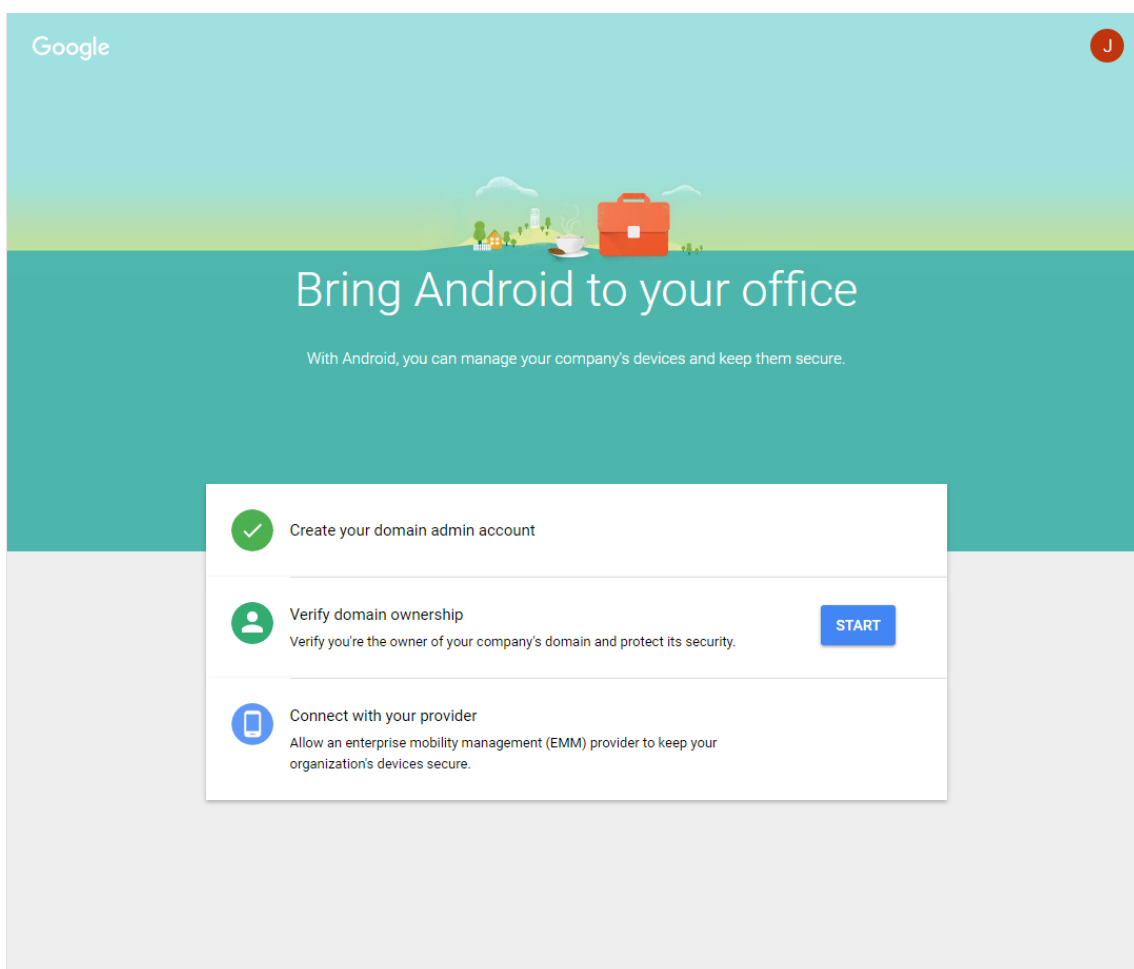 Google
J
Bring Android to your office
With Android, you can manage your company's devices and keep them secure.
Create your domain admin account
Verify domain ownership
Verify you're the owner of your company's domain and protect its security.
START
Connect with your provider
Allow an enterprise mobility management (EMM) provider to keep your
organization's devices secure.